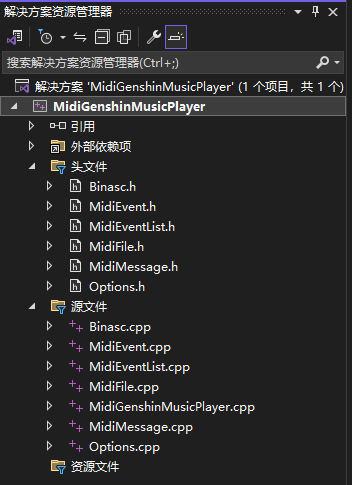 解决方案资源管理器
搜索解决方案资源管理器(Ctrl+;)
解决方案 'MidiGenshinMusicPlayer' (1 个项目，共 1 个)
MidiGenshinMusicPlayer
引用
外部依赖项
头文件
Binasc.h
MidiEvent.h
MidiEventList.h
MidiFile.h
MidiMessage.h
Options.h
源文件
Binasc.cpp
MidiEvent.cpp
MidiEventList.cpp
MidiFile.cpp
MidiGenshinMusicPlayer.cpp
MidiMessage.cpp
Options.cpp
资源文件